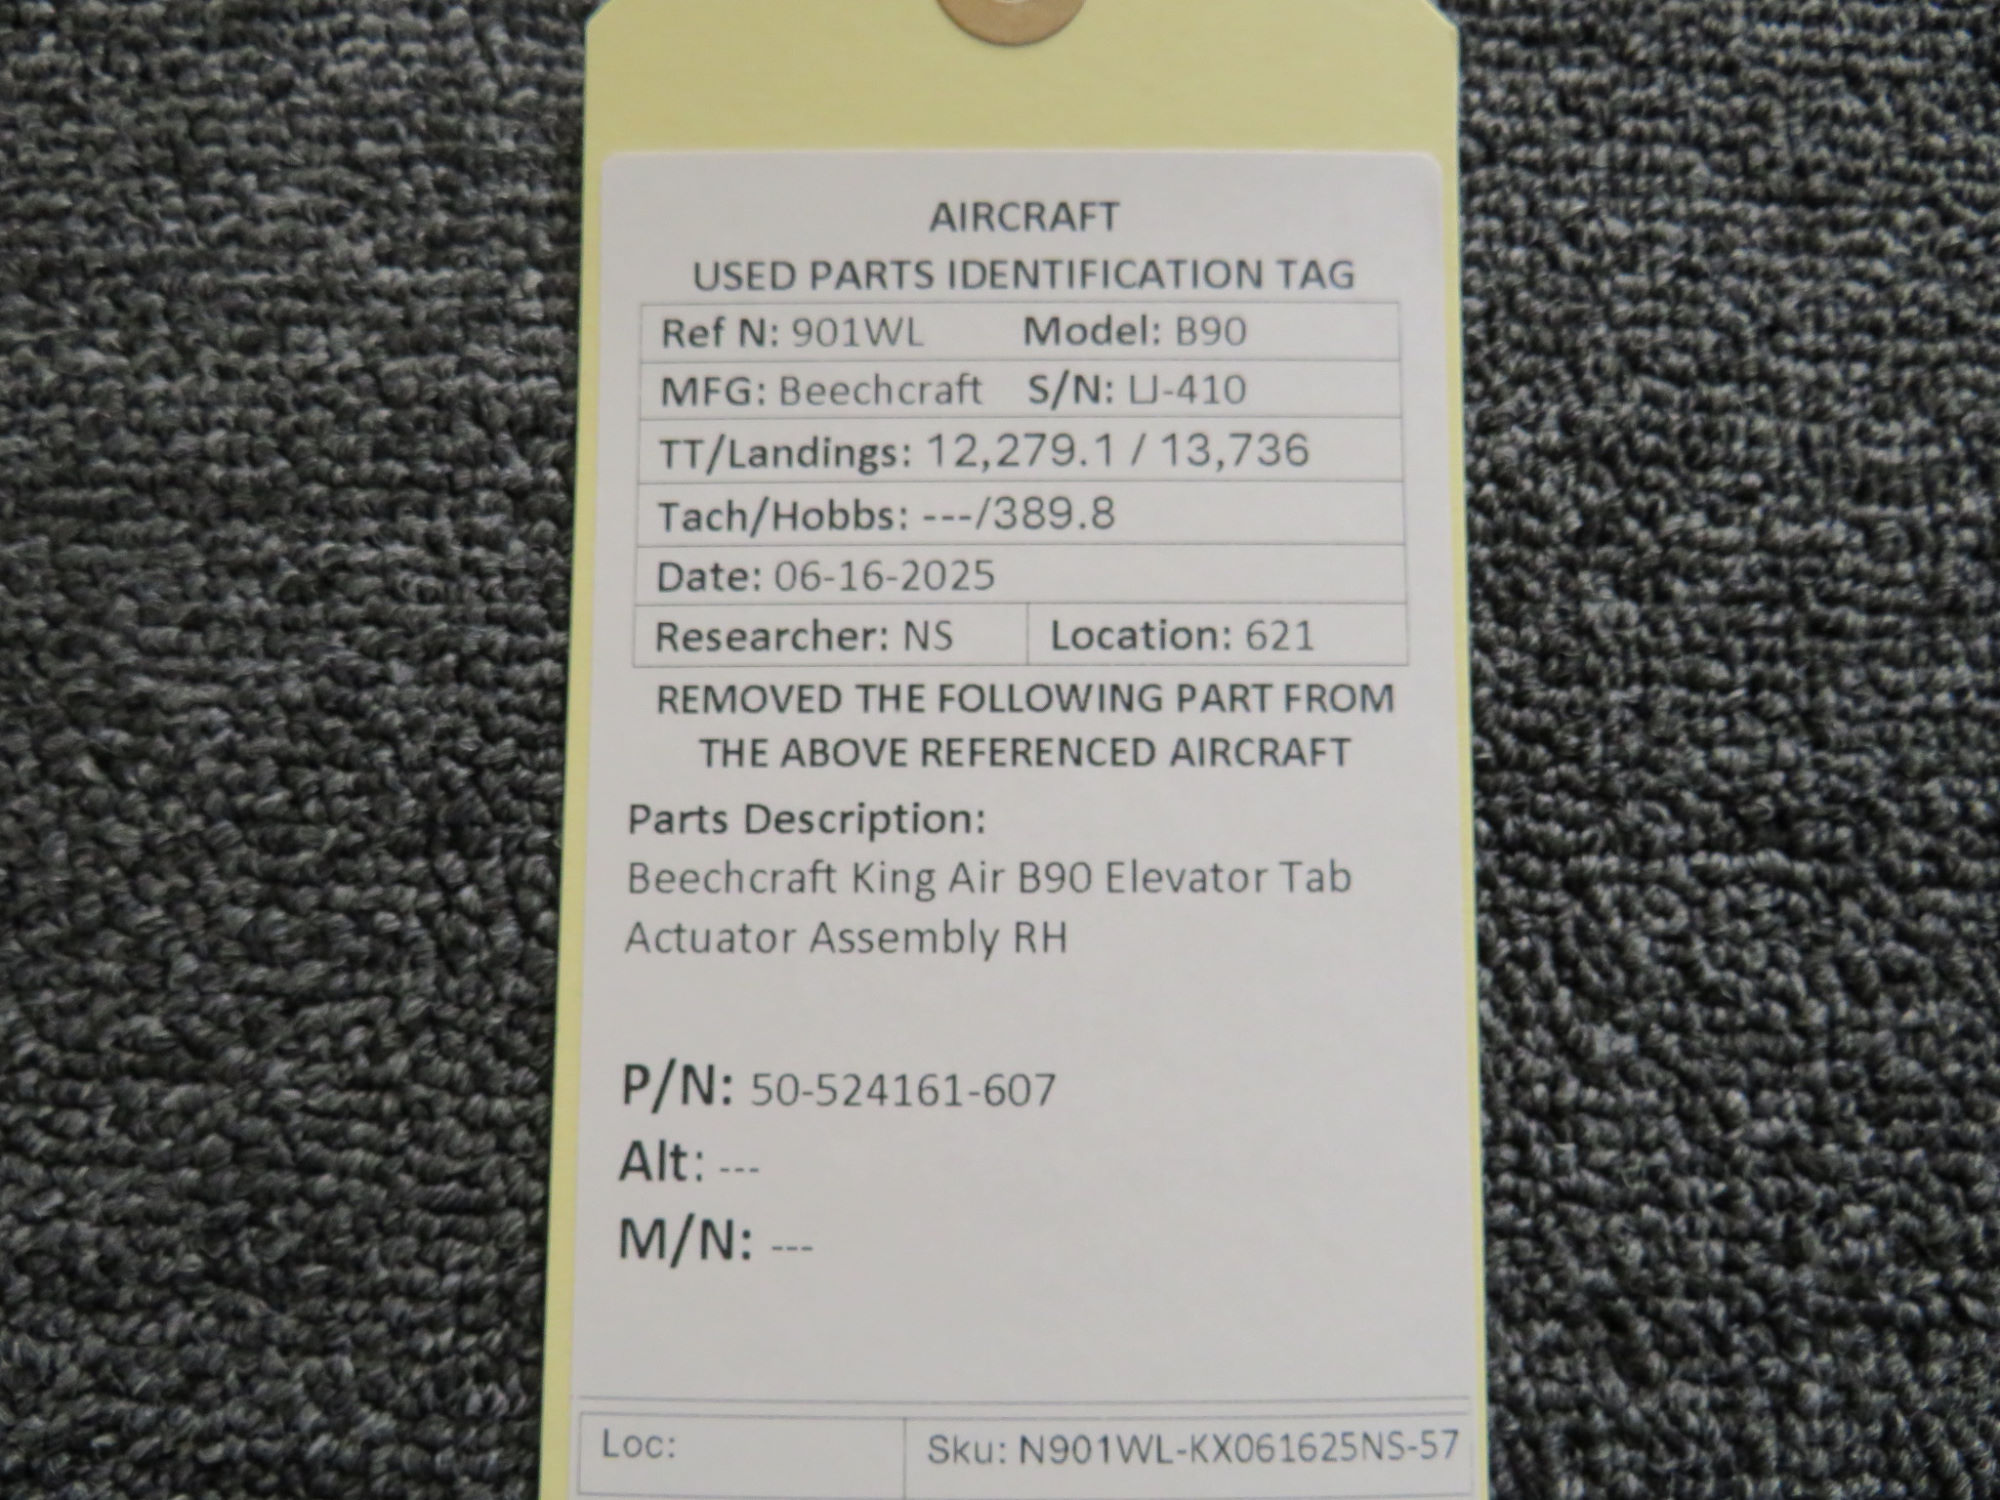 AIRCRAFT
USED PARTS IDENTIFICATION TAG
Ref N: 901WL Model: B90
MFG: Beechcraft S/N: LJ-410
TT/Landings: 12,279.1 / 13,736
Tach/Hobbs: ---/389.8
Date: 06-16-2025
Researcher: NS Location: 621
REMOVED THE FOLLOWING PART FROM
THE ABOVE REFERENCED AIRCRAFT
Parts Description:
Beechcraft King Air B90 Elevator Tab
Actuator Assembly RH
P/N: 50-524161-607
Alt: ---
M/N: ---
Loc: Sku: N901WL-KX061625NS-57